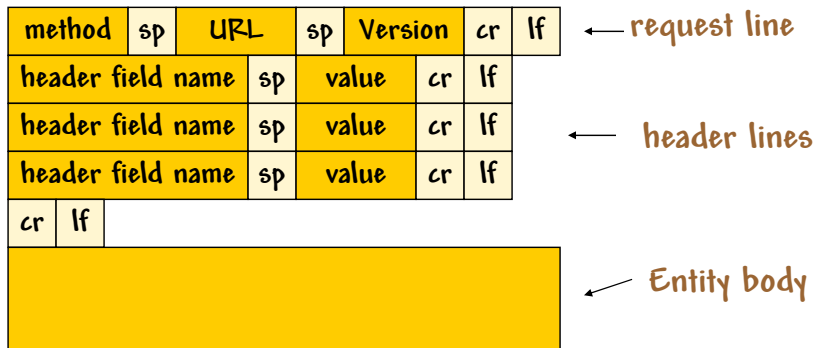 method sp URL sp Version cr lf request line
header field name sp value cr lf
header field name sp value cr lf header lines
header field name sp value cr lf
cr lf
Entity body